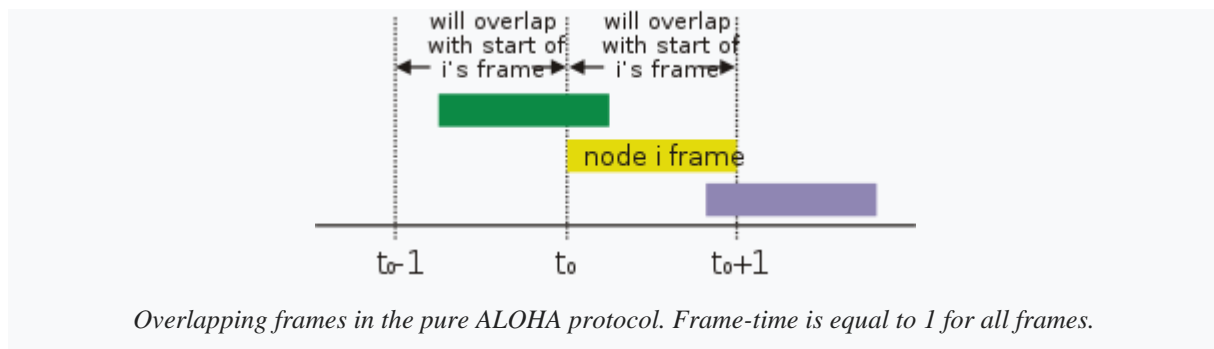 will overlap will overlap
with start of with start of
i's frame i's frame
node i frame
t₀-1 t₀ t₀+1
Overlapping frames in the pure ALOHA protocol. Frame-time is equal to 1 for all frames.